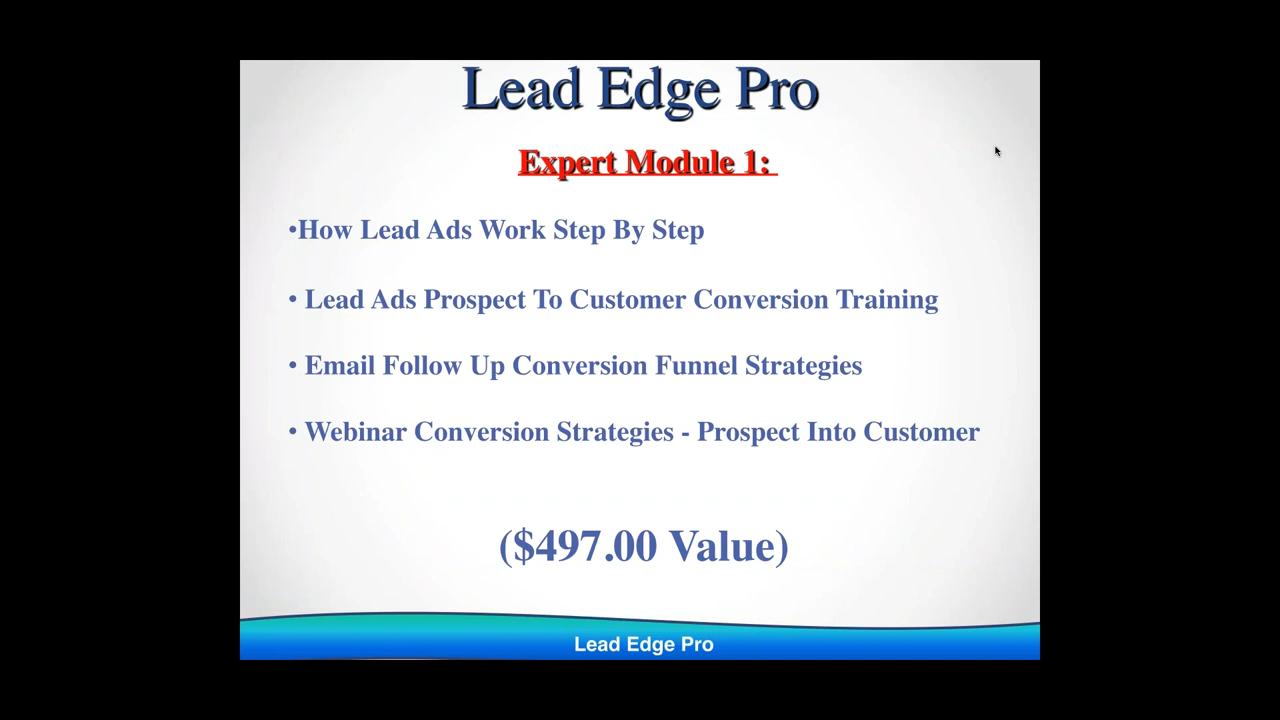 Lead Edge Pro
Expert Module 1:
•How Lead Ads Work Step By Step
• Lead Ads Prospect To Customer Conversion Training
• Email Follow Up Conversion Funnel Strategies
• Webinar Conversion Strategies - Prospect Into Customer
($497.00 Value)
Lead Edge Pro